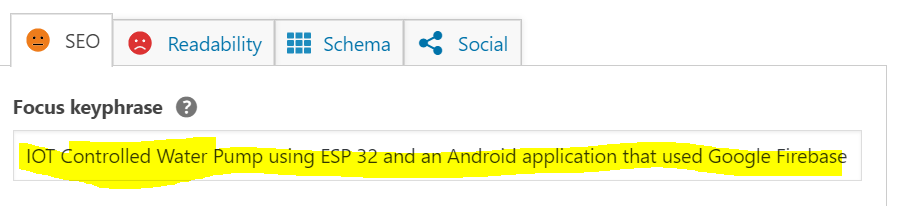 SEO Readability Schema Social
Focus keyphrase ?
IOT Controlled Water Pump using ESP 32 and an Android application that used Google Firebase